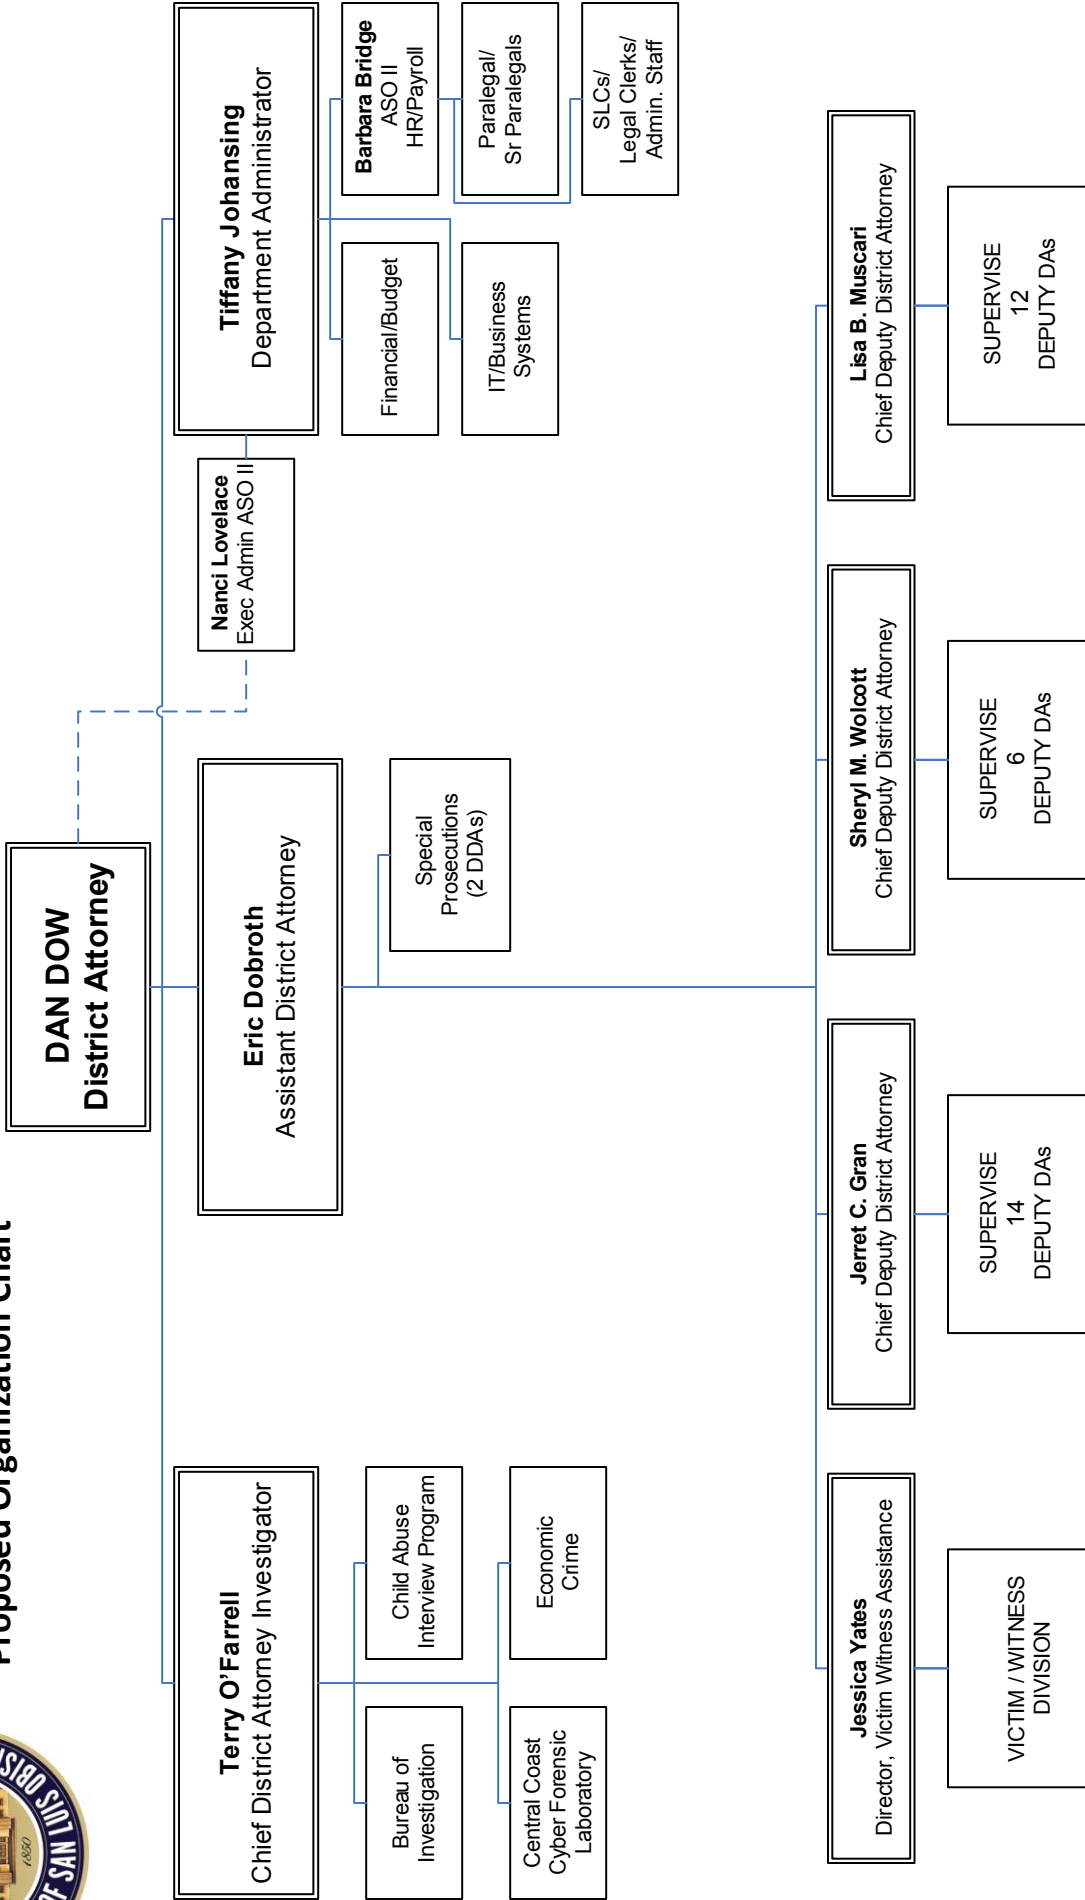 Proposed Organization Chart
OF SAN LUIS OBISP
1850
DAN DOW
District Attorney
Terry O'Farrell
Chief District Attorney Investigator
Eric Dobroth
Assistant District Attorney
Nanci Lovelace
Exec Admin ASO II
Tiffany Johansing
Department Administrator
Bureau of
Investigation
Child Abuse
Interview Program
Central Coast
Cyber Forensic
Laboratory
Economic
Crime
Special
Prosecutions
(2 DDAs)
Financial/Budget
Barbara Bridge
ASO II
HR/Payroll
IT/Business
Systems
Paralegal/
Sr Paralegals
SLCs/
Legal Clerks/
Admin. Staff
Jessica Yates
Director, Victim Witness Assistance
Jerret C. Gran
Chief Deputy District Attorney
Sheryl M. Wolcott
Chief Deputy District Attorney
Lisa B. Muscari
Chief Deputy District Attorney
VICTIM / WITNESS
DIVISION
SUPERVISE
14
DEPUTY DAs
SUPERVISE
6
DEPUTY DAs
SUPERVISE
12
DEPUTY DAs